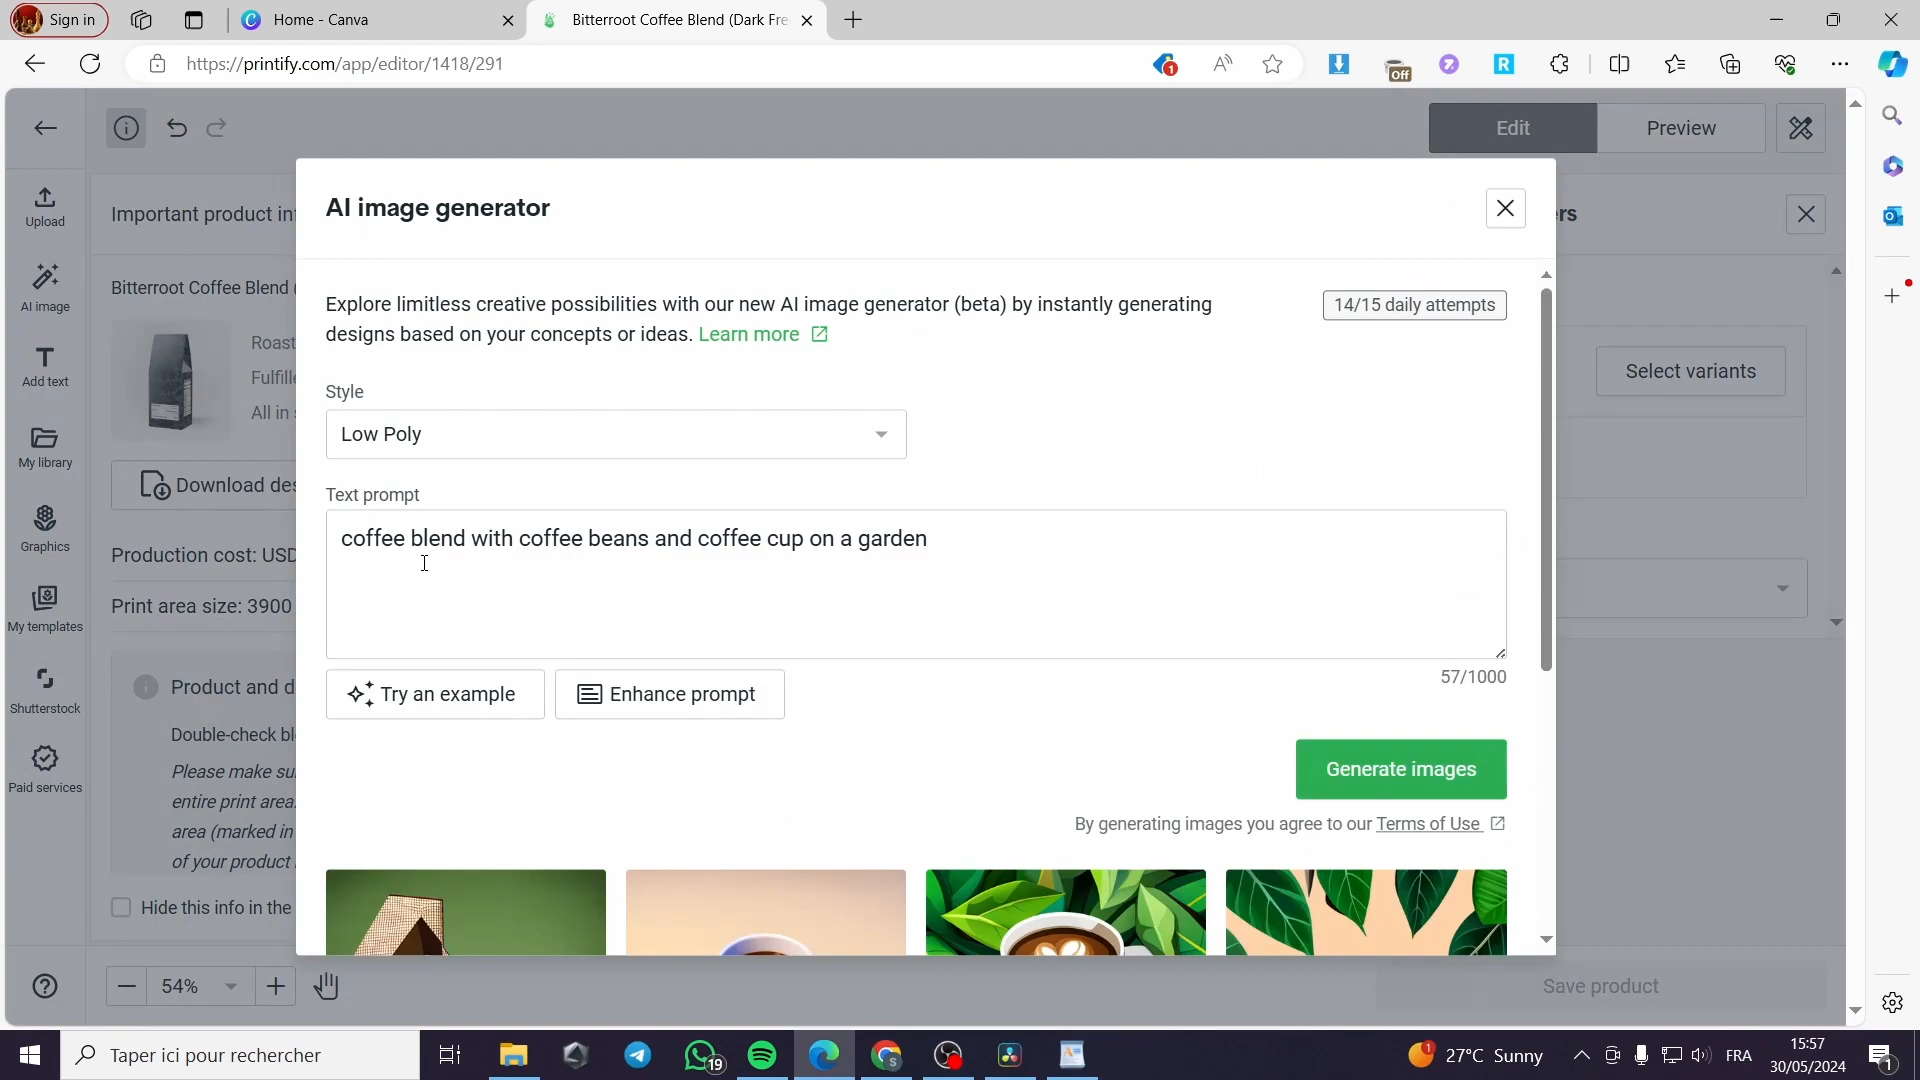 Sign in
Home - Canva
Bitterroot Coffee Blend (Dark Fre
https://printify.com/app/editor/1418/291
1
Off
R
Edit
Preview
Upload
AI image
Add text
My library
Graphics
My templates
Shutterstock
Paid services
Important product in
Bitterroot Coffee Blend (
Roast
Fulfille
All in s
Download des
Production cost: USD
Print area size: 3900
Product and d
Double-check bl
Please make su
entire print area.
area (marked in
of your product
Hide this info in the
54%
AI image generator
Explore limitless creative possibilities with our new AI image generator (beta) by instantly generating
designs based on your concepts or ideas. Learn more
14/15 daily attempts
Style
Low Poly
Text prompt
coffee blend with coffee beans and coffee cup on a garden
57/1000
Try an example
Enhance prompt
Generate images
By generating images you agree to our Terms of Use
rs
Select variants
Save product
Taper ici pour rechercher
19
S
1
27°C Sunny
FRA
15:57
30/05/2024
1